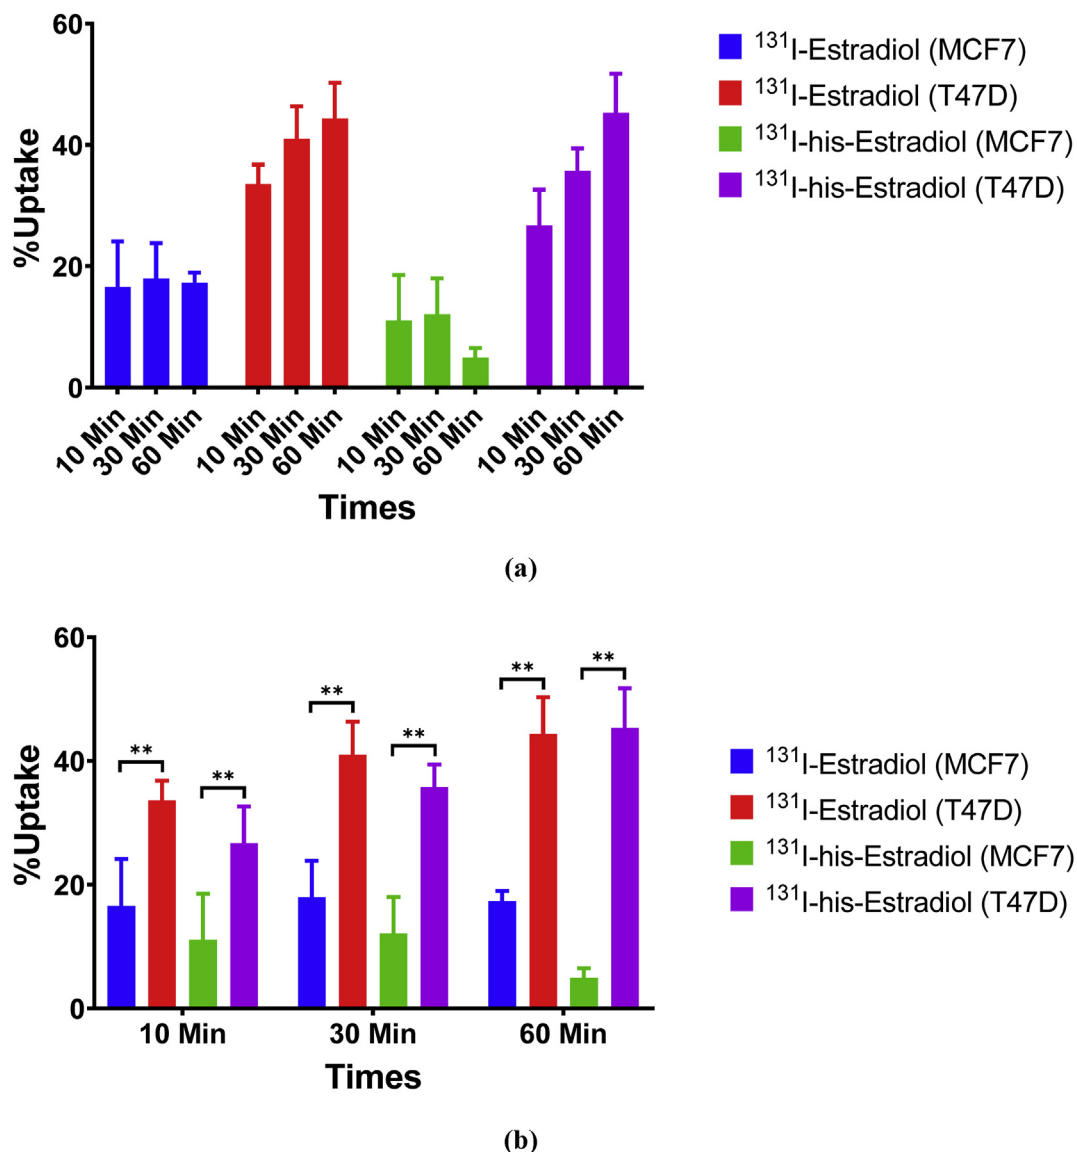 60
40
20
0
%Uptake
10 Min
30 Min
60 Min
10 Min
30 Min
60 Min
10 Min
30 Min
60 Min
10 Min
30 Min
60 Min
Times
¹³¹I-Estradiol (MCF7)
¹³¹I-Estradiol (T47D)
¹³¹I-his-Estradiol (MCF7)
¹³¹I-his-Estradiol (T47D)
(a)
60
40
20
0
%Uptake
**
**
**
**
**
**
10 Min
30 Min
60 Min
Times
¹³¹I-Estradiol (MCF7)
¹³¹I-Estradiol (T47D)
¹³¹I-his-Estradiol (MCF7)
¹³¹I-his-Estradiol (T47D)
(b)